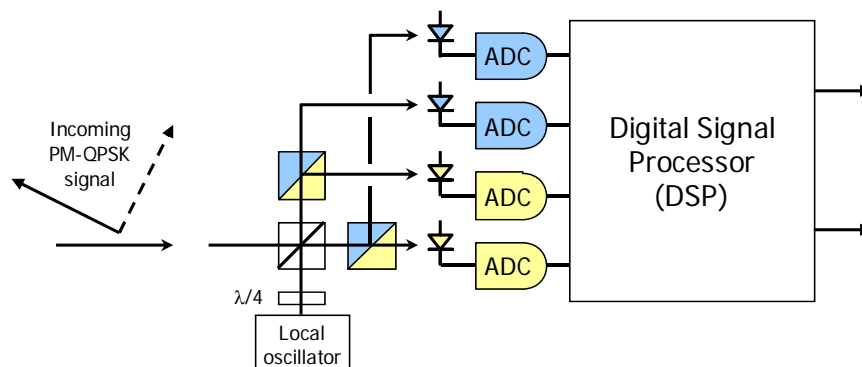 Incoming
PM-QPSK
signal
λ/4
Local
oscillator
ADC
ADC
ADC
ADC
Digital Signal
Processor
(DSP)